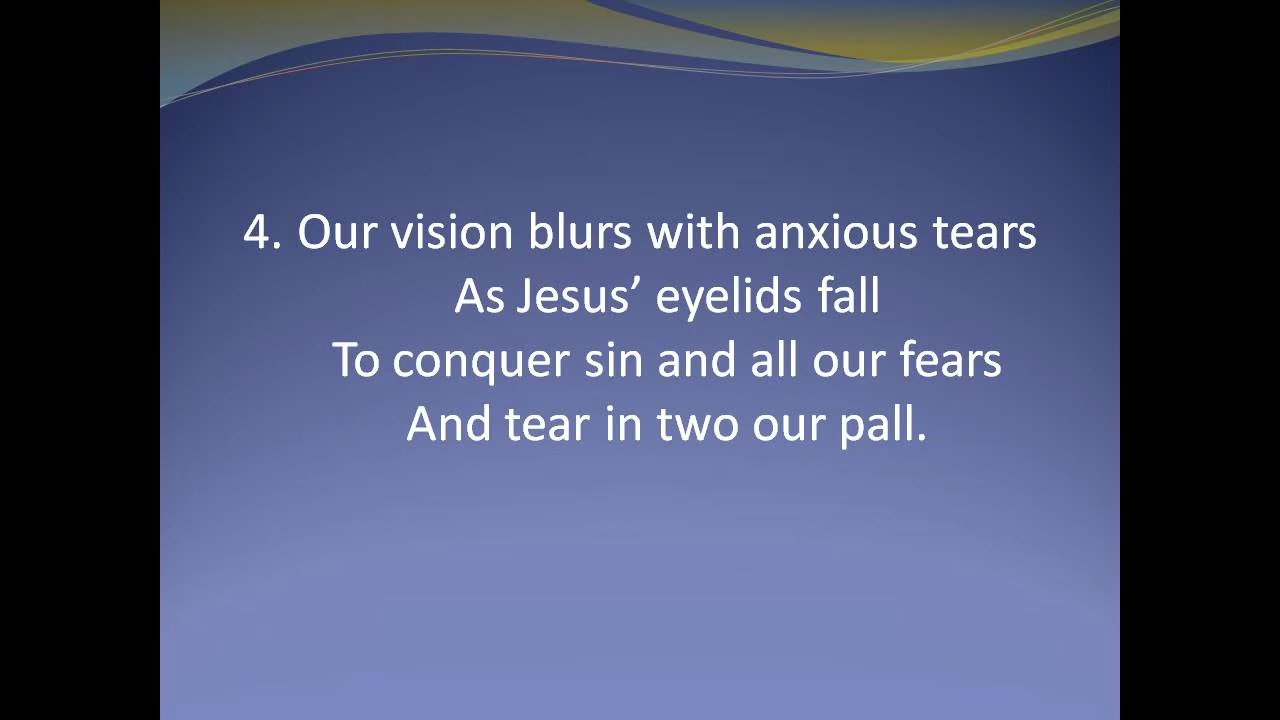 4. Our vision blurs with anxious tears
As Jesus’ eyelids fall
To conquer sin and all our fears
And tear in two our pall.